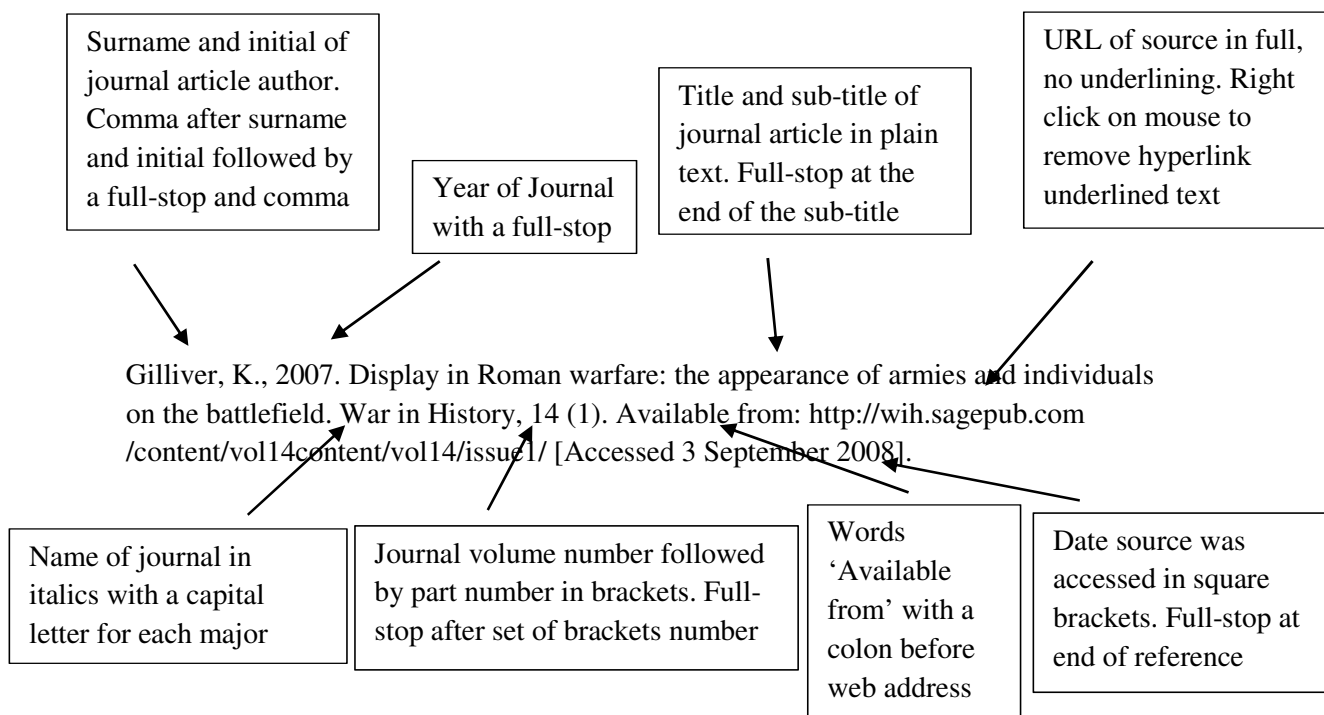 Surname and initial of
journal article author.
Comma after surname
and initial followed by
a full-stop and comma
Year of Journal
with a full-stop
Title and sub-title of
journal article in plain
text. Full-stop at the
end of the sub-title
URL of source in full,
no underlining. Right
click on mouse to
remove hyperlink
underlined text
Gilliver, K., 2007. Display in Roman warfare: the appearance of armies and individuals
on the battlefield. War in History, 14 (1). Available from: http://wih.sagepub.com
/content/vol14content/vol14/issue1/ [Accessed 3 September 2008].
Name of journal in
italics with a capital
letter for each major
Journal volume number followed
by part number in brackets. Full-
stop after set of brackets number
Words
‘Available
from’ with a
colon before
web address
Date source was
accessed in square
brackets. Full-stop at
end of reference